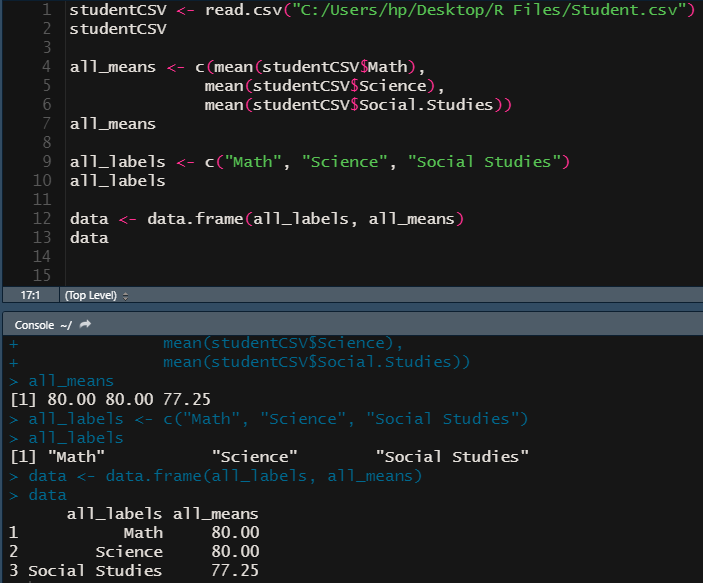 1 studentCSV <- read.csv("C:/Users/hp/Desktop/R Files/Student.csv")
2 studentCSV
3
4 all_means <- c(mean(studentCSV$Math),
5 mean(studentCSV$Science),
6 mean(studentCSV$Social.Studies))
7 all_means
8
9 all_labels <- c("Math", "Science", "Social Studies")
10 all_labels
11
12 data <- data.frame(all_labels, all_means)
13 data
14
15
17:1 (Top Level)
Console ~/
+ mean(studentCSV$Science),
+ mean(studentCSV$Social.Studies))
> all_means
[1] 80.00 80.00 77.25
> all_labels <- c("Math", "Science", "Social Studies")
> all_labels
[1] "Math" "Science" "Social Studies"
> data <- data.frame(all_labels, all_means)
> data
all_labels all_means
1 Math 80.00
2 Science 80.00
3 Social Studies 77.25